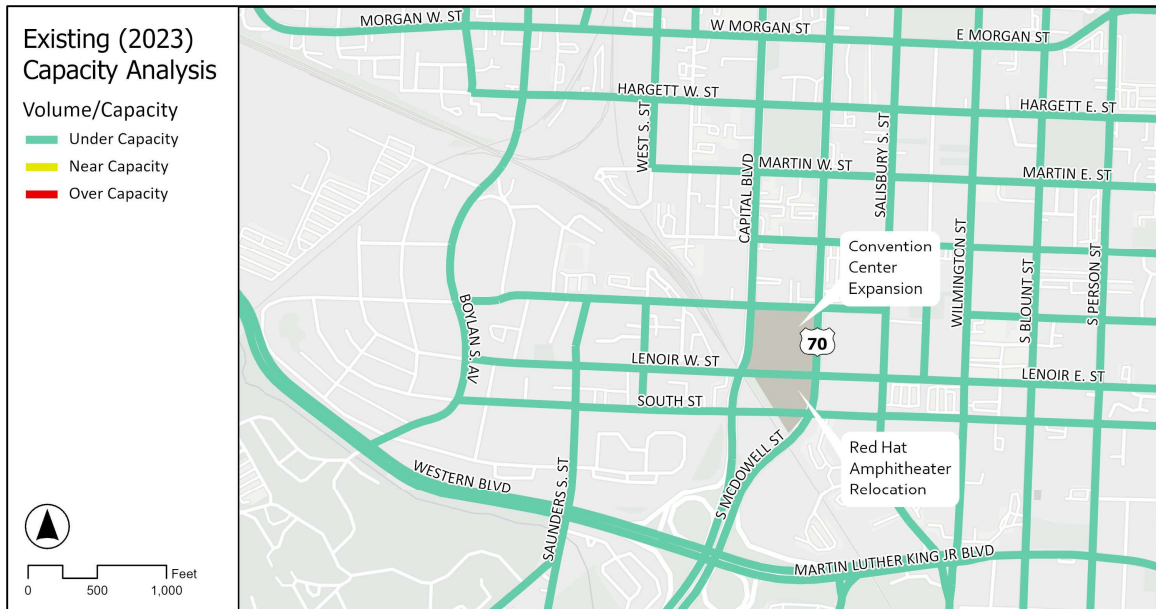 Existing (2023)
Capacity Analysis
Volume/Capacity
Under Capacity
Near Capacity
Over Capacity
0 500 1,000 Feet
MORGAN W. ST
W MORGAN ST
E MORGAN ST
HARGETT W. ST
HARGETT E. ST
WEST S. ST
MARTIN W. ST
MARTIN E. ST
CAPITAL BLVD
SALISBURY S. ST
WILMINGTCN ST
S BLOUNT ST
S PERSON ST
Convention
Center
Expansion
70
BOYLAN S. AV
LENOIR W. ST
LENOIR E. ST
SOUTH ST
Red Hat
Amphitheater
Relocation
S MCDOWELL ST
WESTERN BLVD
SAUNDERS S. ST
MARTIN LUTHER KING JR BLVD